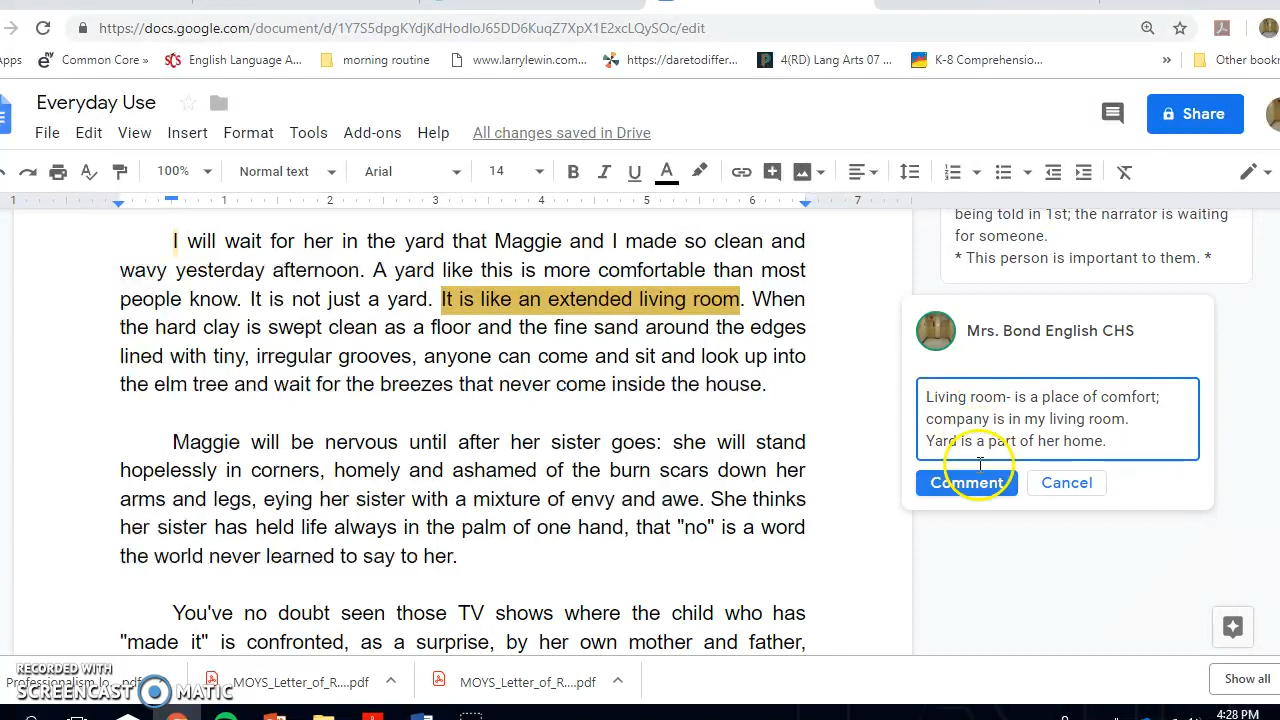 https://docs.google.com/document/d/1Y7S5dpgKYdjKdHodIoJ65DD6KuqZ7XpX1E2xcLQySOc/edit
Apps Common Core » English Language A... morning routine www.larrylewin.com... https://daretodiffer... 4(RD) Lang Arts 07 ... K-8 Comprehensio... » Other book
Everyday Use
File Edit View Insert Format Tools Add-ons Help All changes saved in Drive
Share
100% Normal text Arial 14 B I U A
1 1 2 3 4 5 6 7
being told in 1st; the narrator is waiting
for someone.
* This person is important to them. *
I will wait for her in the yard that Maggie and I made so clean and
wavy yesterday afternoon. A yard like this is more comfortable than most
people know. It is not just a yard. It is like an extended living room. When
the hard clay is swept clean as a floor and the fine sand around the edges
lined with tiny, irregular grooves, anyone can come and sit and look up into
the elm tree and wait for the breezes that never come inside the house.
Maggie will be nervous until after her sister goes: she will stand
hopelessly in corners, homely and ashamed of the burn scars down her
arms and legs, eying her sister with a mixture of envy and awe. She thinks
her sister has held life always in the palm of one hand, that "no" is a word
the world never learned to say to her.
You've no doubt seen those TV shows where the child who has
"made it" is confronted, as a surprise, by her own mother and father,
Mrs. Bond English CHS
Living room- is a place of comfort;
company is in my living room.
Yard is a part of her home.
Comment Cancel
RECORDED WITH
SCREENCAST MATIC
Professionalism .pdf MOYS_Letter_of_R....pdf MOYS_Letter_of_R....pdf Show all
4:28 PM